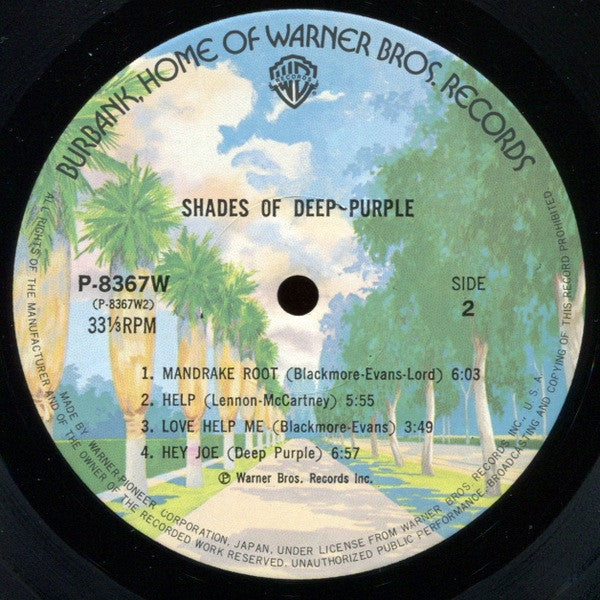 BURBANK, HOME OF WARNER BROS. RECORDS
WB
RECORDS
SHADES OF DEEP PURPLE
P-8367W
(P-8367W2)
33⅓RPM
SIDE
2
1. MANDRAKE ROOT (Blackmore-Evans-Lord) 6:03
2. HELP (Lennon-McCartney) 5:55
3. LOVE HELP ME (Blackmore-Evans) 3:49
4. HEY JOE (Deep Purple) 6:57
℗ Warner Bros. Records Inc.
MADE BY WARNER PIONEER CORPORATION, JAPAN, UNDER LICENSE FROM WARNER BROS. RECORDS INC., U.S.A.
ALL RIGHTS OF THE MANUFACTURER AND OF THE OWNER OF THE RECORDED WORK RESERVED. UNAUTHORIZED PUBLIC PERFORMANCE, BROADCASTING AND COPYING OF THIS RECORD PROHIBITED